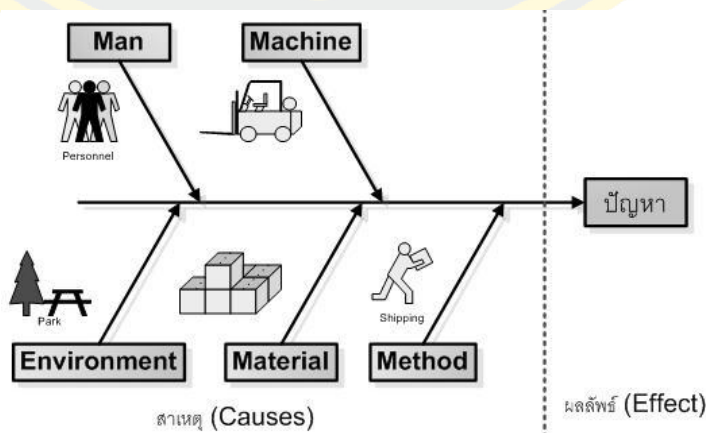 Man
Machine
Personnel
ปัญหา
Park
Shipping
Environment
Material
Method
สาเหตุ (Causes)
ผลลัพธ์ (Effect)